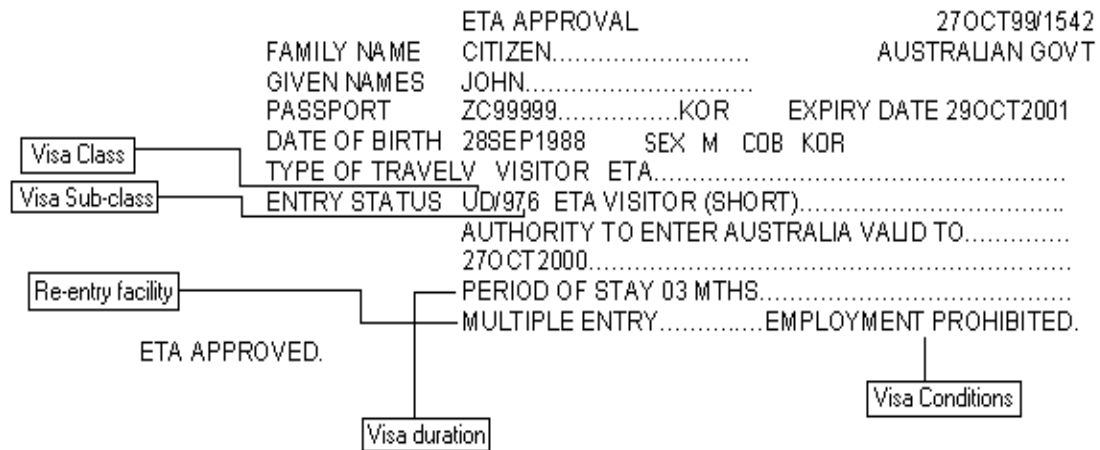 ETA APPROVAL 27OCT99/1542
FAMILY NAME CITIZEN.......................... AUSTRALIAN GOVT
GIVEN NAMES JOHN..............................
PASSPORT ZC99999................KOR EXPIRY DATE 29OCT2001
DATE OF BIRTH 28SEP1988 SEX M COB KOR
Visa Class
TYPE OF TRAVELV VISITOR ETA.......................................................
Visa Sub-class
ENTRY STATUS UD/976 ETA VISITOR (SHORT)...................................
AUTHORITY TO ENTER AUSTRALIA VALID TO..............
27OCT2000................................................................
Re-entry facility
PERIOD OF STAY 03 MTHS.........................................
MULTIPLE ENTRY..............EMPLOYMENT PROHIBITED.
ETA APPROVED.
Visa Conditions
Visa duration